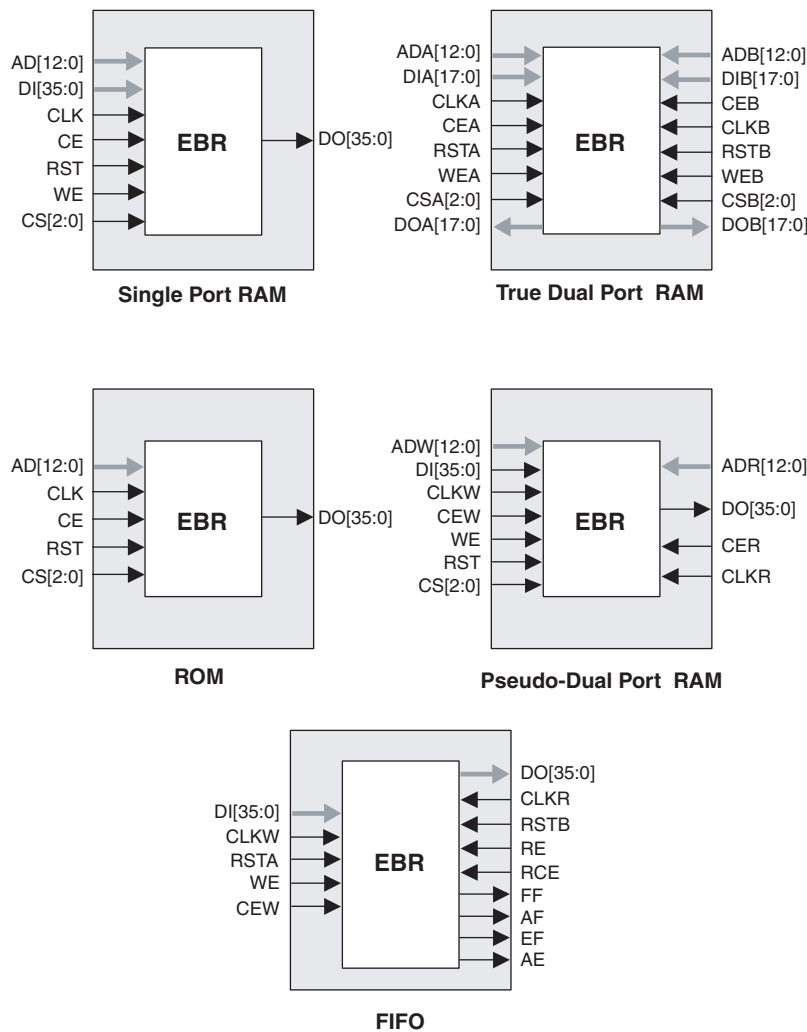 AD[12:0]
DI[35:0]
CLK
CE
RST
WE
CS[2:0]
EBR
DO[35:0]
Single Port RAM
ADA[12:0]
DIA[17:0]
CLKA
CEA
RSTA
WEA
CSA[2:0]
DOA[17:0]
EBR
ADB[12:0]
DIB[17:0]
CEB
CLKB
RSTB
WEB
CSB[2:0]
DOB[17:0]
True Dual Port RAM
AD[12:0]
CLK
CE
RST
CS[2:0]
EBR
DO[35:0]
ROM
ADW[12:0]
DI[35:0]
CLKW
CEW
WE
RST
CS[2:0]
EBR
ADR[12:0]
DO[35:0]
CER
CLKR
Pseudo-Dual Port RAM
DI[35:0]
CLKW
RSTA
WE
CEW
EBR
DO[35:0]
CLKR
RSTB
RE
RCE
FF
AF
EF
AE
FIFO